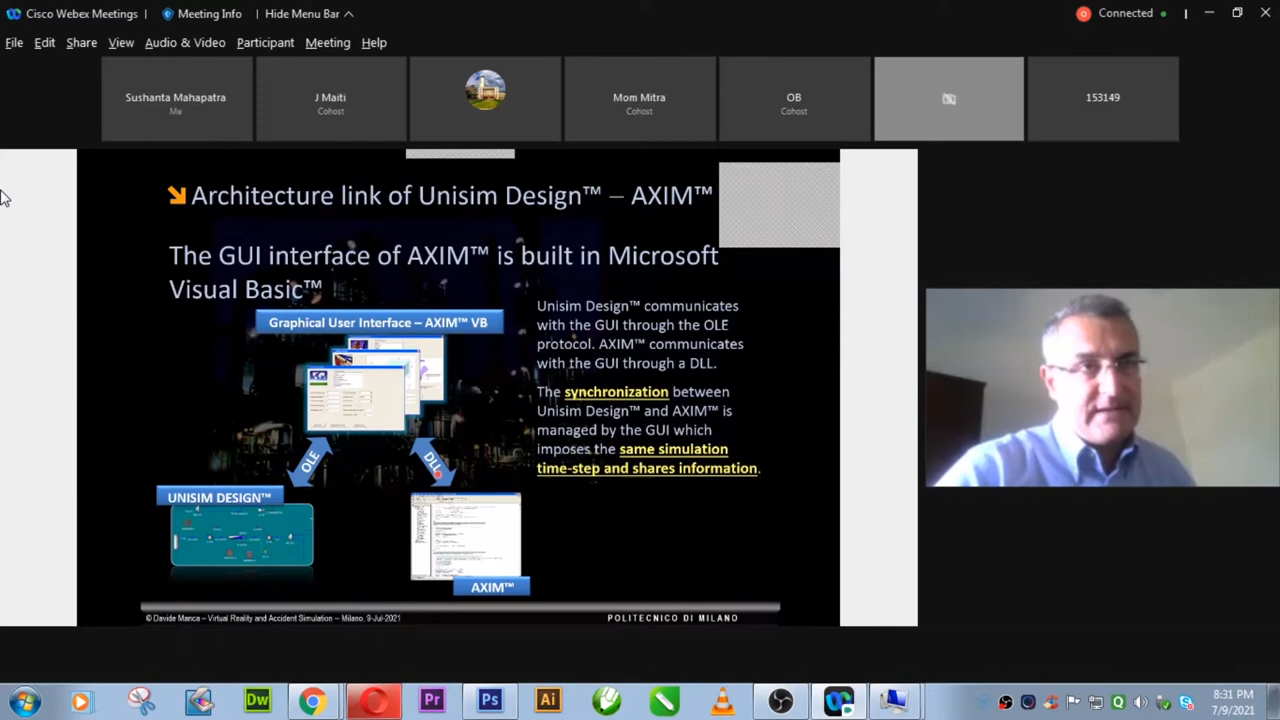 Cisco Webex Meetings
Meeting Info
Hide Menu Bar
Connected
File Edit Share View Audio & Video Participant Meeting Help
Sushanta Mahapatra
Me
J Maiti
Cohost
Mom Mitra
Cohost
OB
Cohost
153149
Architecture link of Unisim Design™ – AXIM™
The GUI interface of AXIM™ is built in Microsoft
Visual Basic™
Graphical User Interface – AXIM™ VB
OLE
DLL
UNISIM DESIGN™
AXIM™
Unisim Design™ communicates
with the GUI through the OLE
protocol. AXIM™ communicates
with the GUI through a DLL.
The synchronization between
Unisim Design™ and AXIM™ is
managed by the GUI which
imposes the same simulation
time-step and shares information.
© Davide Manca – Virtual Reality and Accident Simulation – Milano, 9-Jul-2021
POLITECNICO DI MILANO
Dw
Pr
Ps
Ai
8:31 PM
7/9/2021